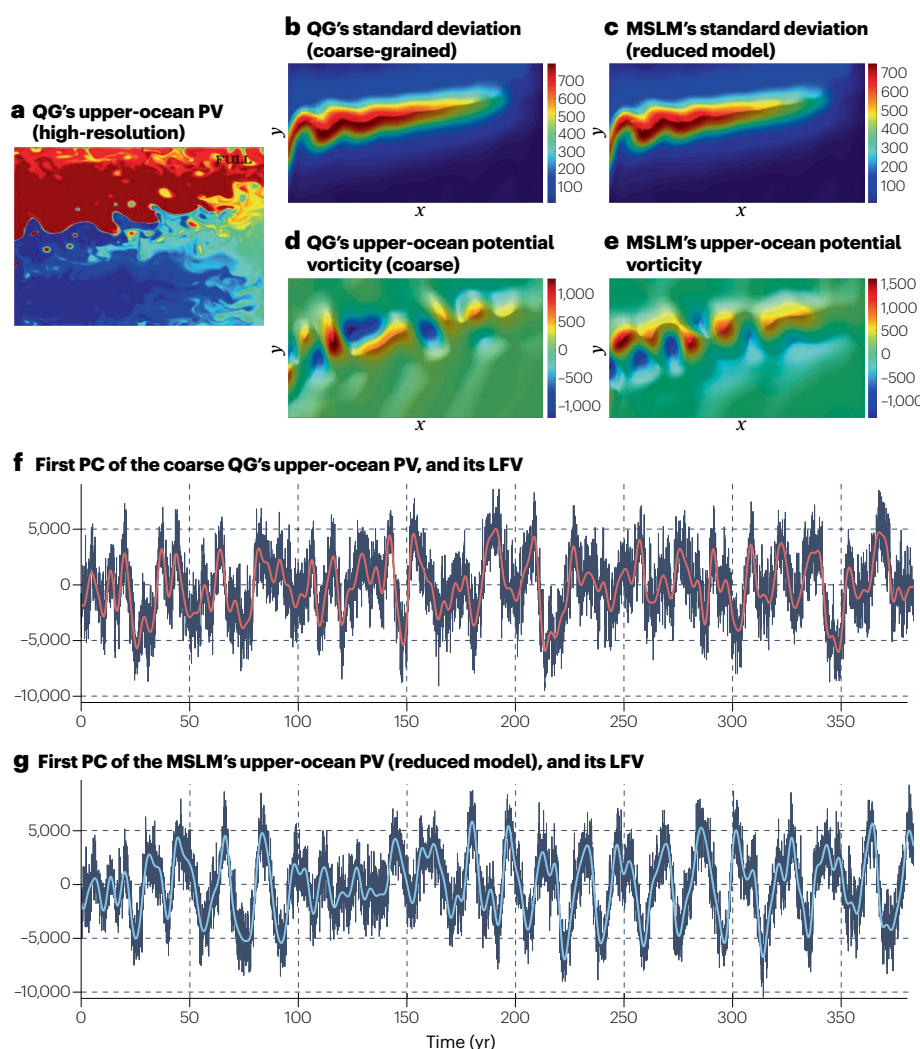 a QG's upper-ocean PV
(high-resolution)
FULL
b QG's standard deviation
(coarse-grained)
y
x
700
600
500
400
300
200
100
c MSLM's standard deviation
(reduced model)
y
x
700
600
500
400
300
200
100
d QG's upper-ocean potential
vorticity (coarse)
y
x
1,000
500
0
–500
–1,000
e MSLM's upper-ocean potential
vorticity
y
x
1,500
1,000
500
0
–500
–1,000
f First PC of the coarse QG's upper-ocean PV, and its LFV
5,000
0
–5,000
–10,000
0 50 100 150 200 250 300 350
g First PC of the MSLM's upper-ocean PV (reduced model), and its LFV
5,000
0
–5,000
–10,000
0 50 100 150 200 250 300 350
Time (yr)